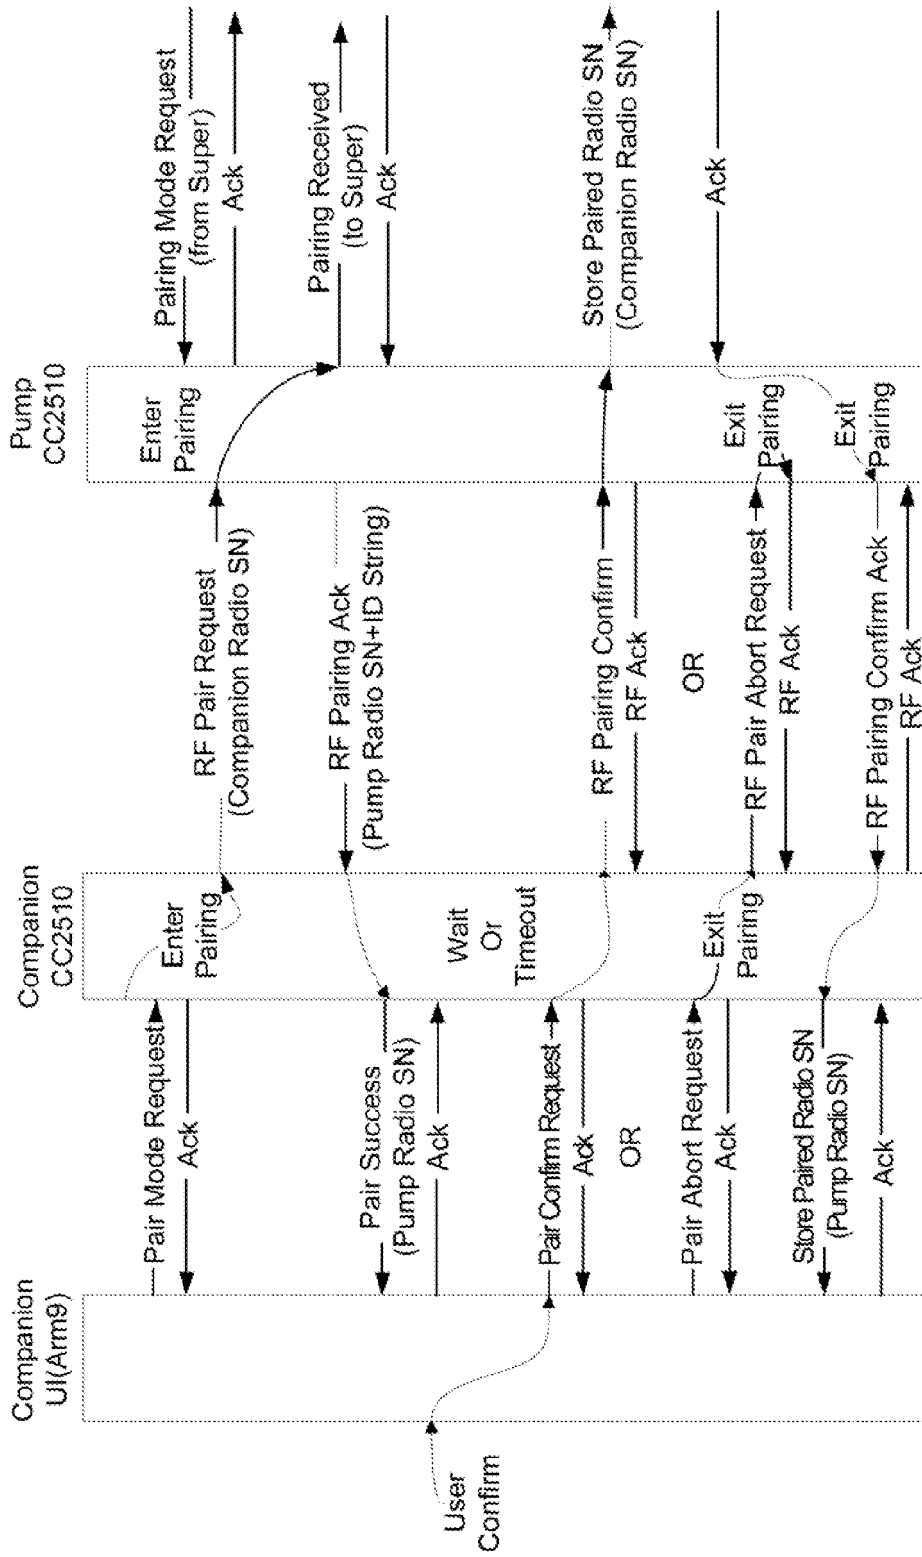 Companion
UI(Arm9)
Companion
CC2510
Pump
CC2510
Pair Mode Request
Ack
Enter
Pairing
RF Pair Request
(Companion Radio SN)
Enter
Pairing
Pairing Mode Request
(from Super)
Ack
Pairing Received
(to Super)
Ack
RF Pairing Ack
(Pump Radio SN+ID String)
Pair Success
(Pump Radio SN)
Ack
User
Confirm
Wait
Or
Timeout
Pair Confirm Request
Ack
OR
RF Pairing Confirm
RF Ack
OR
Store Paired Radio SN
(Companion Radio SN)
Ack
Pair Abort Request
Ack
Exit
Pairing
RF Pair Abort Request
RF Ack
Exit
Pairing
Exit
Pairing
RF Pairing Confirm Ack
RF Ack
Store Paired Radio SN
(Pump Radio SN)
Ack